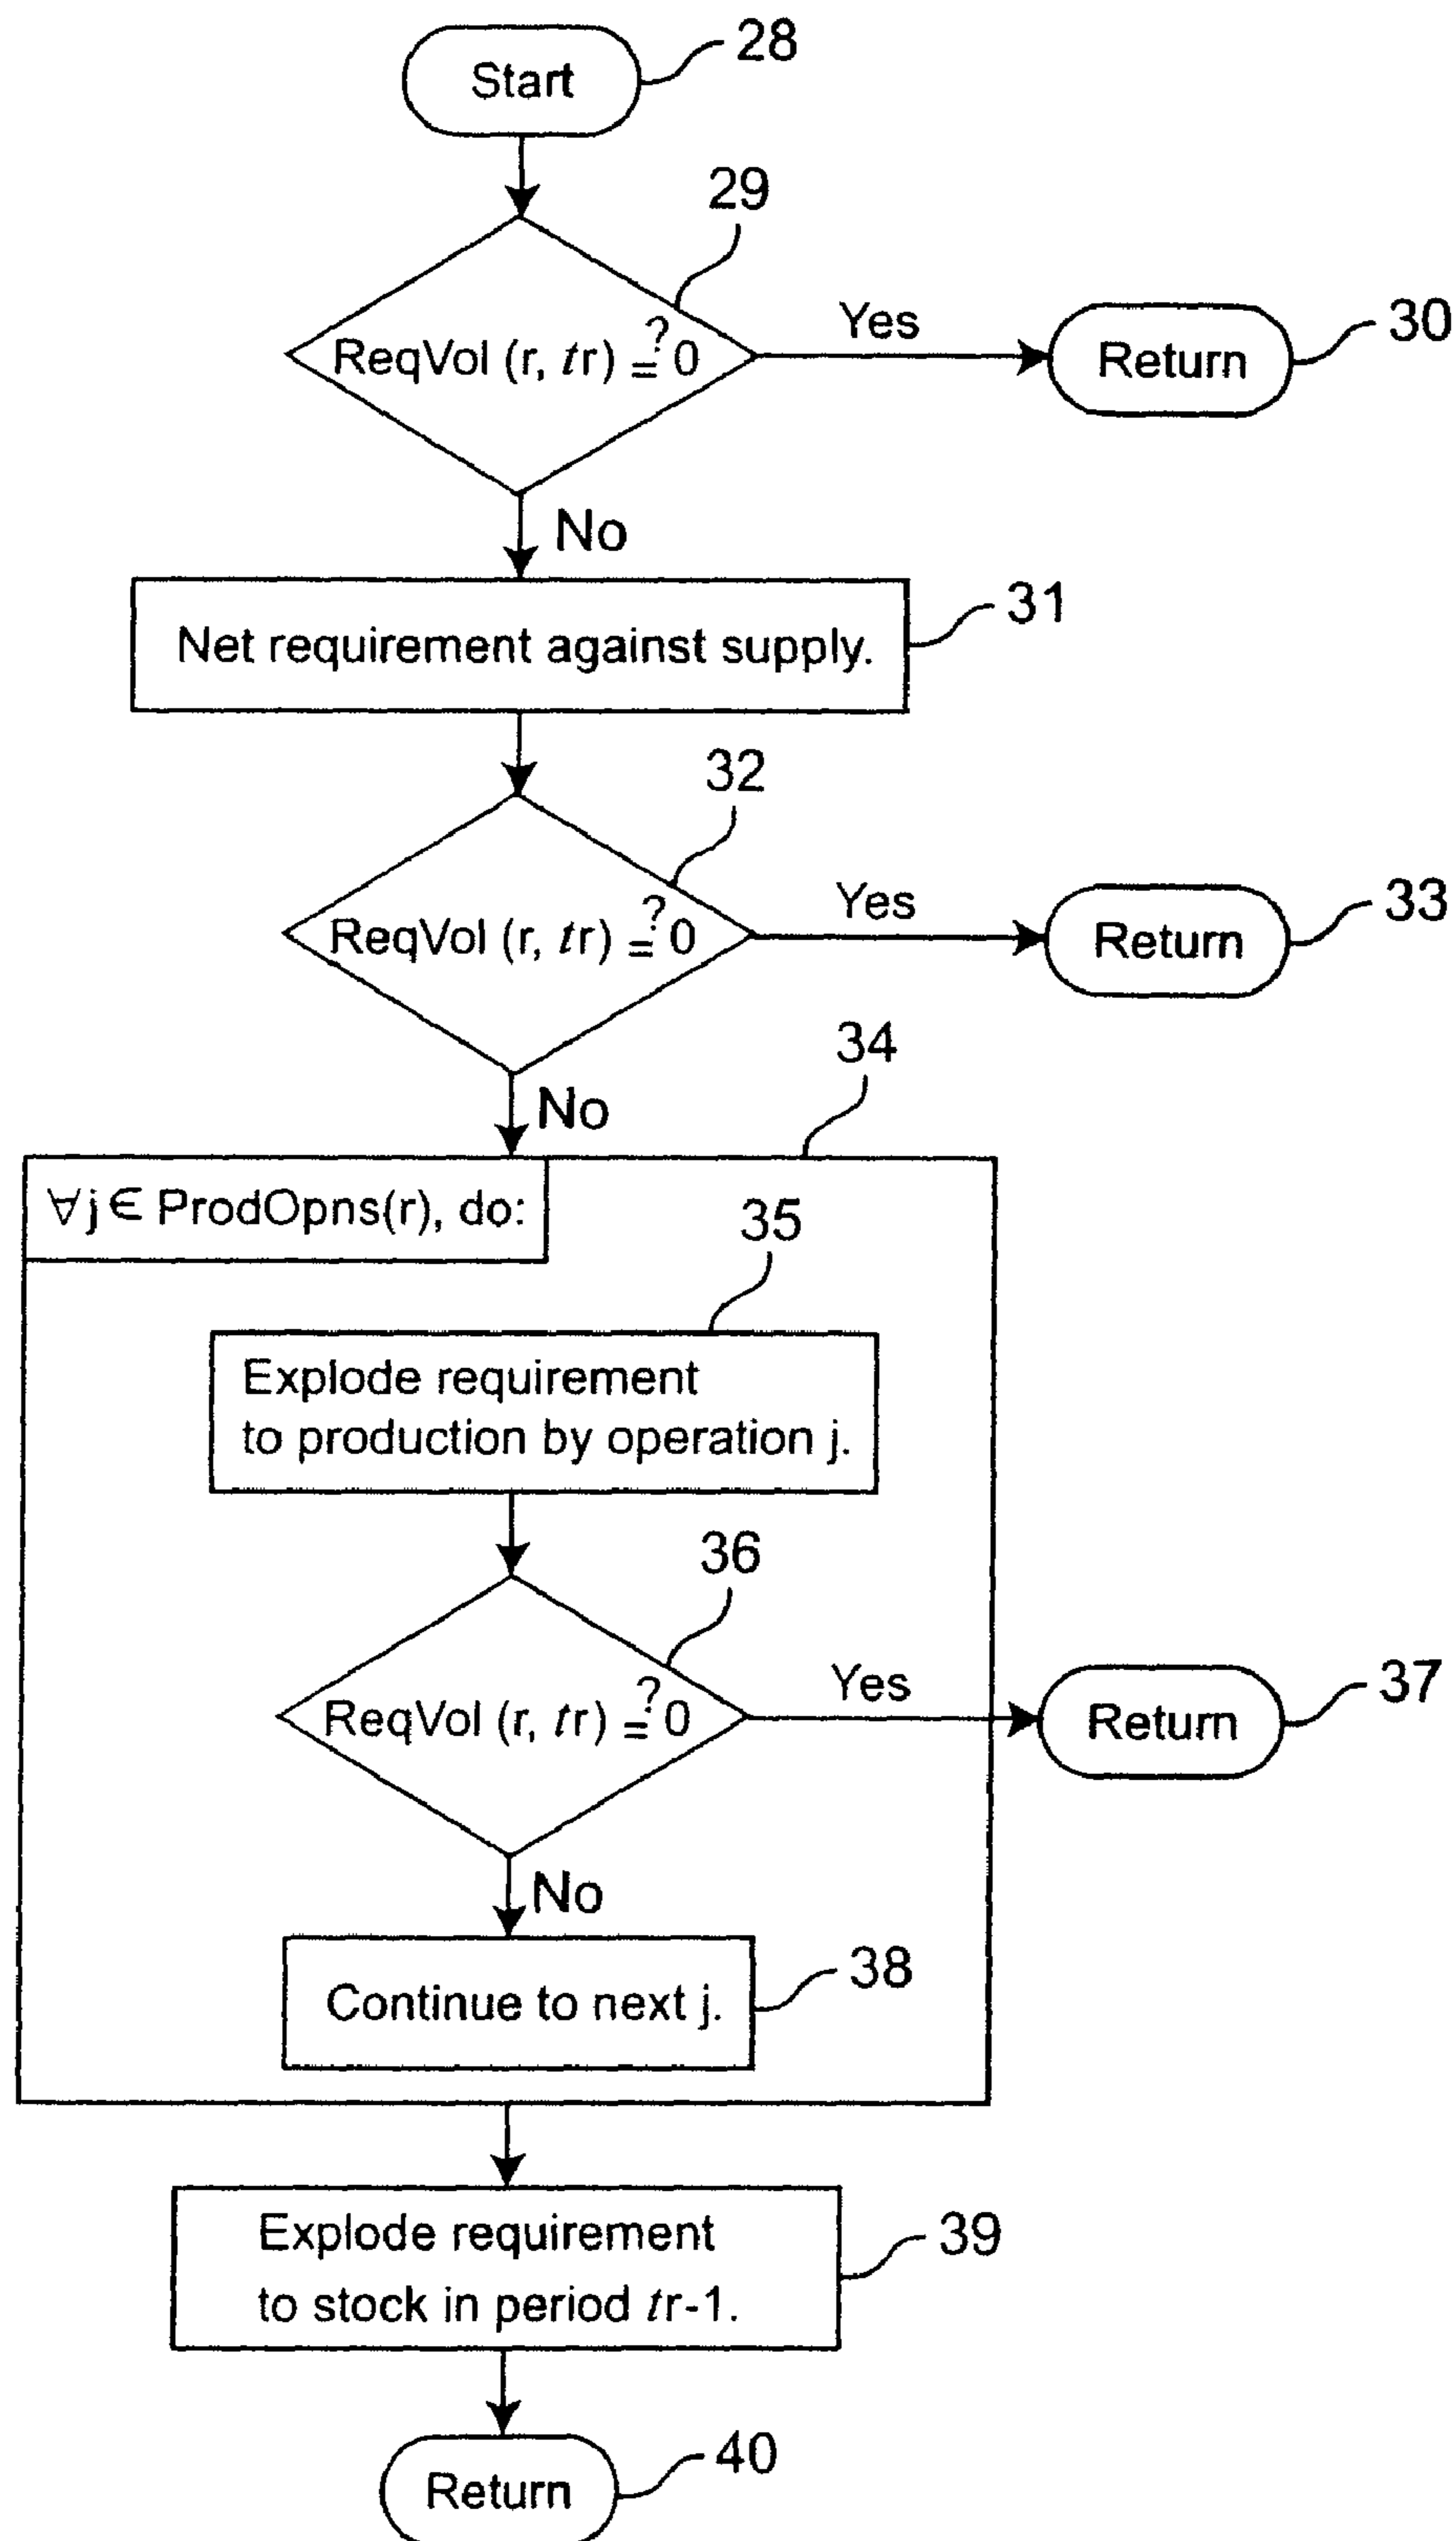 28
Start
29
ReqVol (r, tr) =? 0
Yes
Return
30
No
Net requirement against supply.
31
32
ReqVol (r, tr) =? 0
Yes
Return
33
No
34
∀j ∈ ProdOpns(r), do:
35
Explode requirement
to production by operation j.
36
ReqVol (r, tr) =? 0
Yes
Return
37
No
Continue to next j.
38
Explode requirement
to stock in period tr-1.
39
Return
40